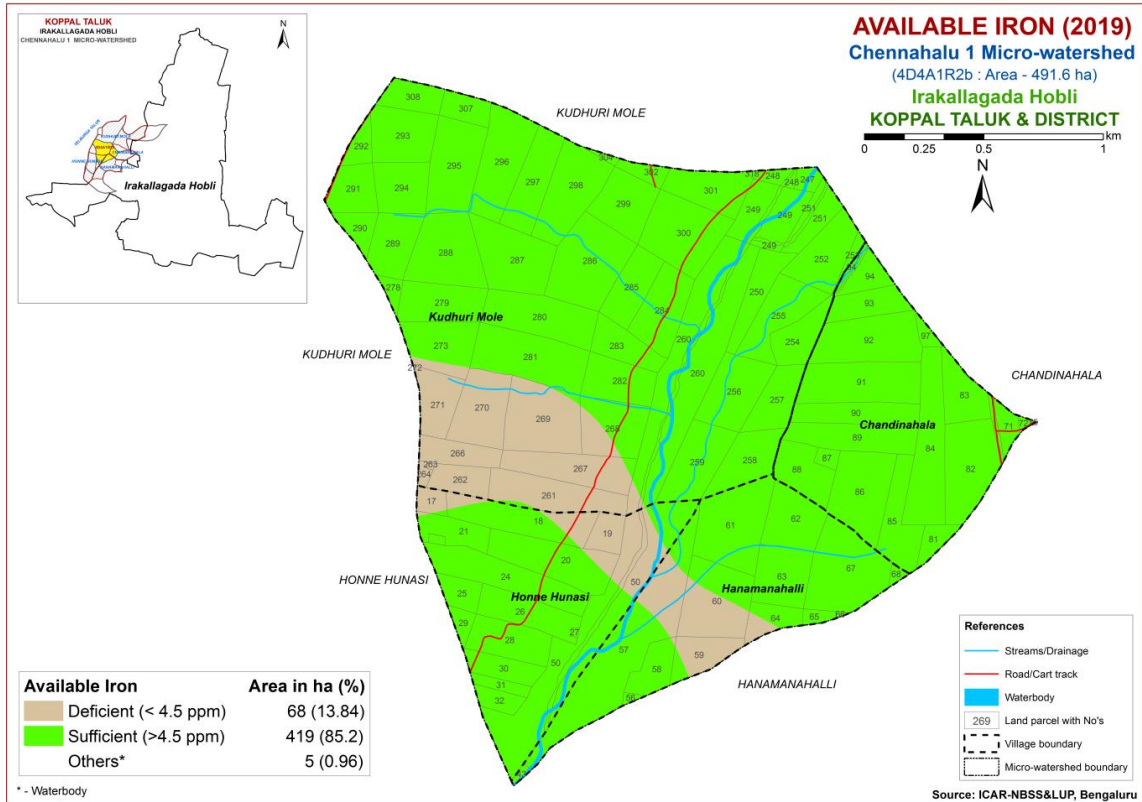 KOPPAL TALUK
IRAKALLAGADA HOBLI
CHENNAHALU 1 MICRO-WATERSHED
N
KUDHURI MOLE
HONNE HUNASI
Irakallagada Hobli
AVAILABLE IRON (2019)
Chennahalu 1 Micro-watershed
(4D4A1R2b : Area - 491.6 ha)
Irakallagada Hobli
KOPPAL TALUK & DISTRICT
km
0 0.25 0.5 1
N
KUDHURI MOLE
308
307
292
293
304
302
295
296
297
298
301
318
248
248
247
291
294
299
249
249
251
251
290
300
249
289
288
287
286
252
253
94
94
278
285
250
93
279
284
255
Kudhuri Mole
280
260
254
92
97
273
281
283
KUDHURI MOLE
272
282
260
CHANDINAHALA
271
270
269
256
257
91
83
268
90
Chandinahala
71
89
266
267
259
258
88
87
84
82
263
264
262
261
86
17
18
61
62
85
21
19
81
20
63
67
68
HONNE HUNASI
24
50
Hanamanahalli
25
Honne Hunasi
60
26
64
65
66
29
28
27
57
30
50
58
59
31
32
56
HANAMANAHALLI
Available Iron Area in ha (%)
Deficient (< 4.5 ppm) 68 (13.84)
Sufficient (>4.5 ppm) 419 (85.2)
Others* 5 (0.96)
* - Waterbody
References
Streams/Drainage
Road/Cart track
Waterbody
269 Land parcel with No's
Village boundary
Micro-watershed boundary
Source: ICAR-NBSS&LUP, Bengaluru